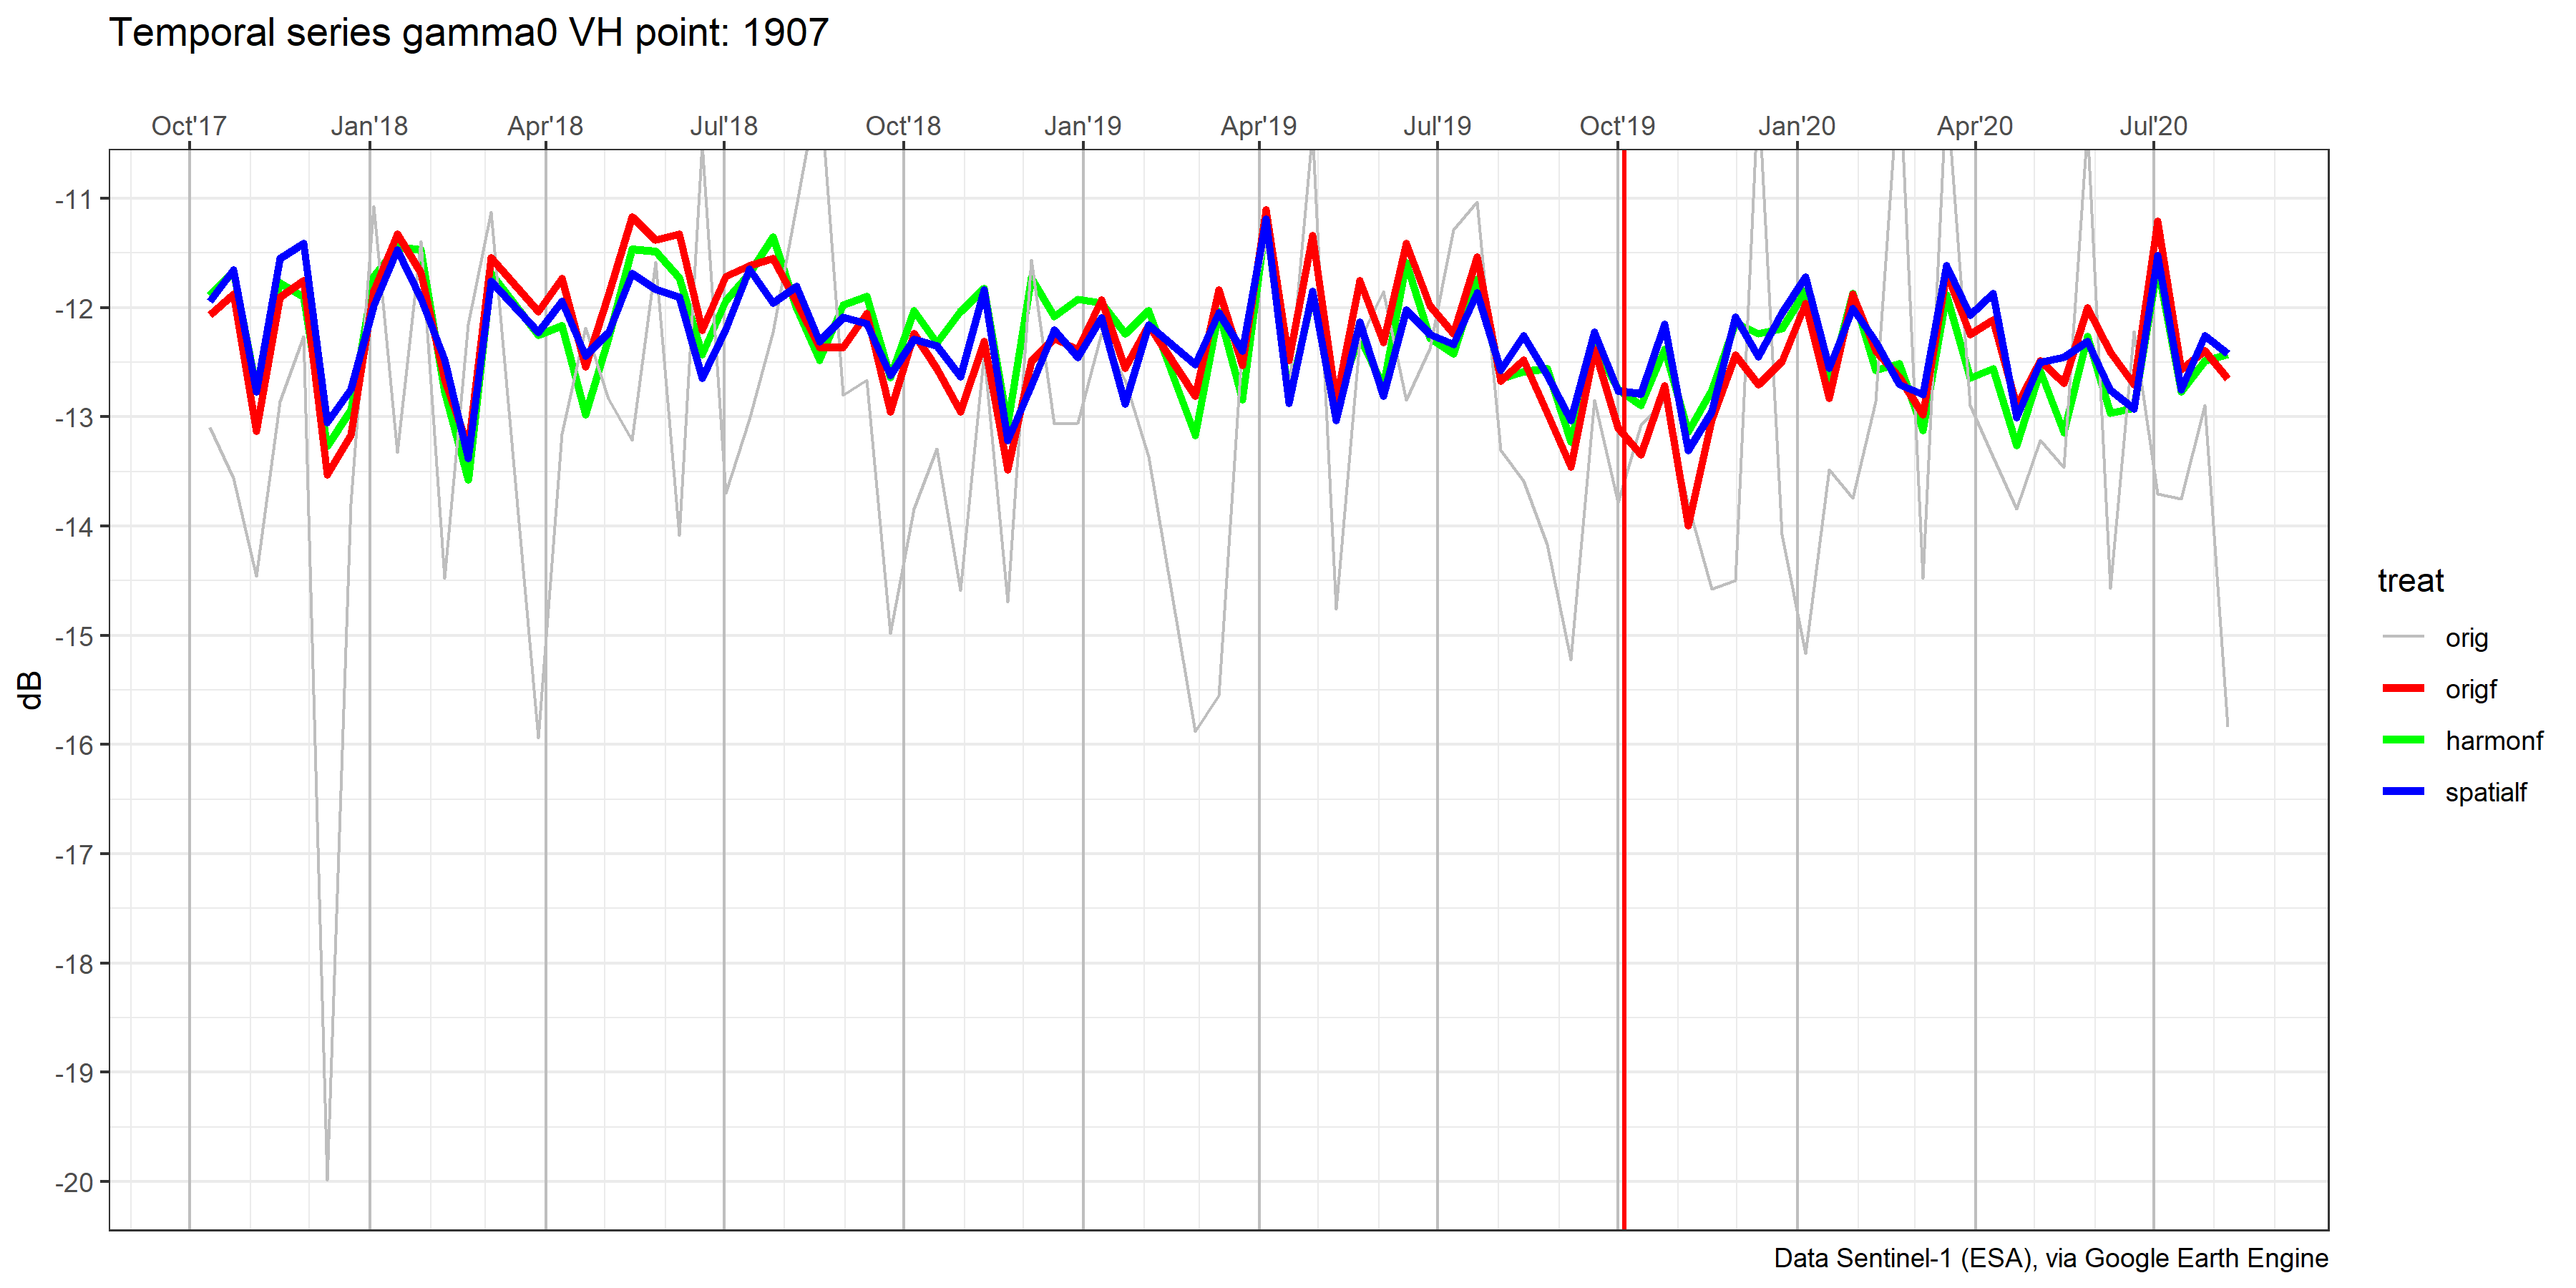 Temporal series gamma0 VH point: 1907
Oct'17 Jan'18 Apr'18 Jul'18 Oct'18 Jan'19 Apr'19 Jul'19 Oct'19 Jan'20 Apr'20 Jul'20
-11
-12
-13
-14
-15
-16
-17
-18
-19
-20
dB
treat
orig
origf
harmonf
spatialf
Data Sentinel-1 (ESA), via Google Earth Engine